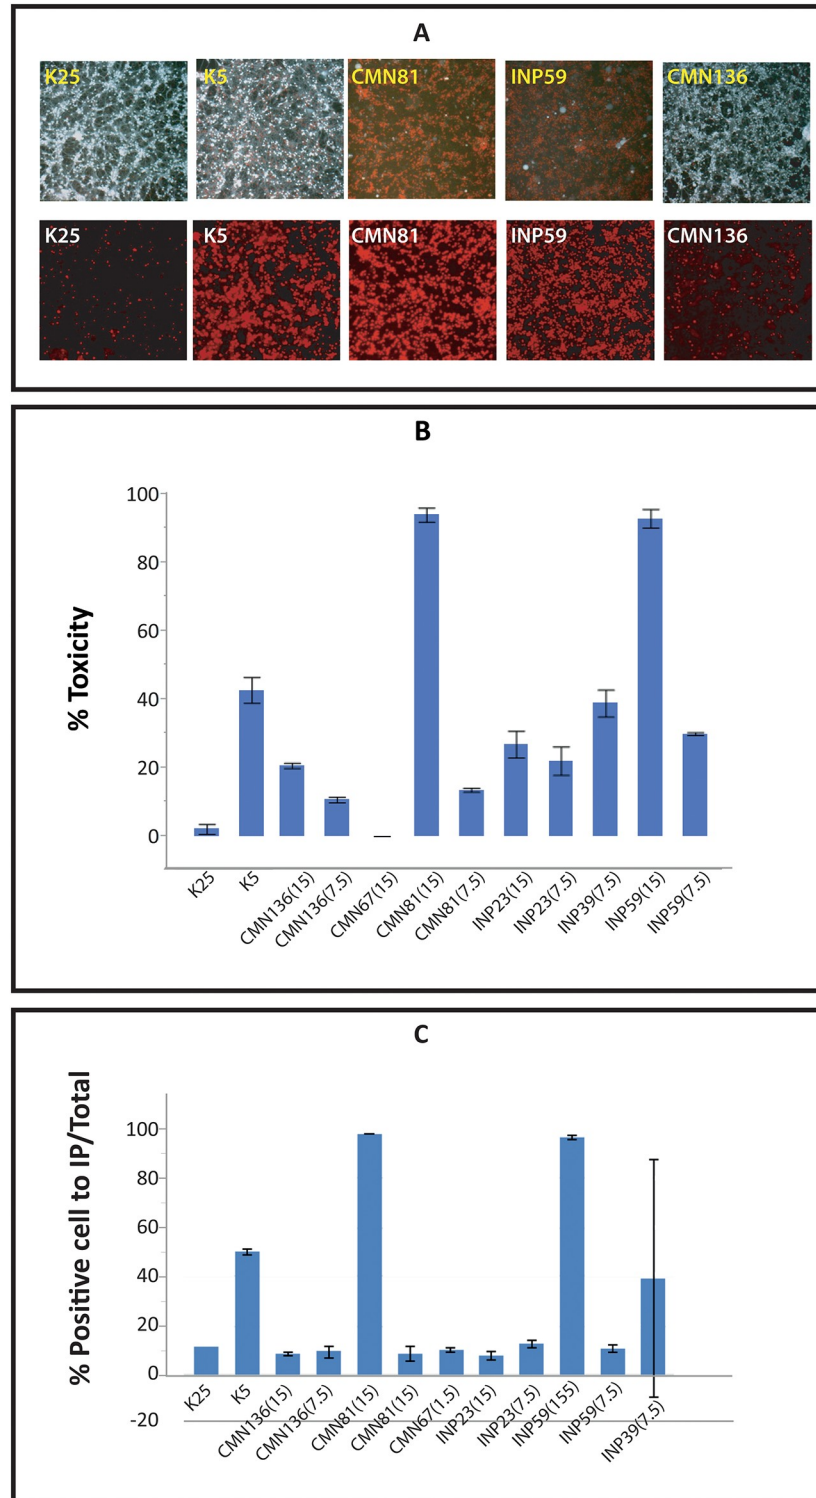 A
K25 K5 CMN81 INP59 CMN136
K25 K5 CMN81 INP59 CMN136
B
% Toxicity
100
80
60
40
20
0
K25 K5 CMN136(15) CMN136(7.5) CMN67(15) CMN81(15) CMN81(7.5) INP23(15) INP23(7.5) INP39(7.5) INP59(15) INP59(7.5)
C
% Positive cell to IP/Total
100
80
60
40
20
0
-20
K25 K5 CMN136(15) CMN136(7.5) CMN81(15) CMN81(15) CMN67(1.5) INP23(15) INP23(7.5) INP59(155) INP59(7.5) INP39(7.5)